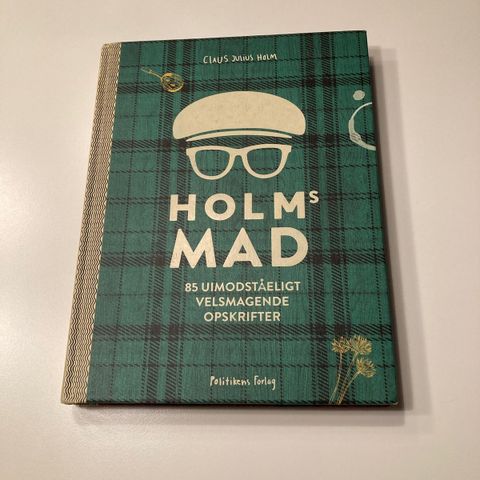 CLAUS JULIUS HOLM
HOLMS
MAD
85 UIMODSTÅELIGT
VELSMAGENDE
OPSKRIFTER
Politikens Forlag